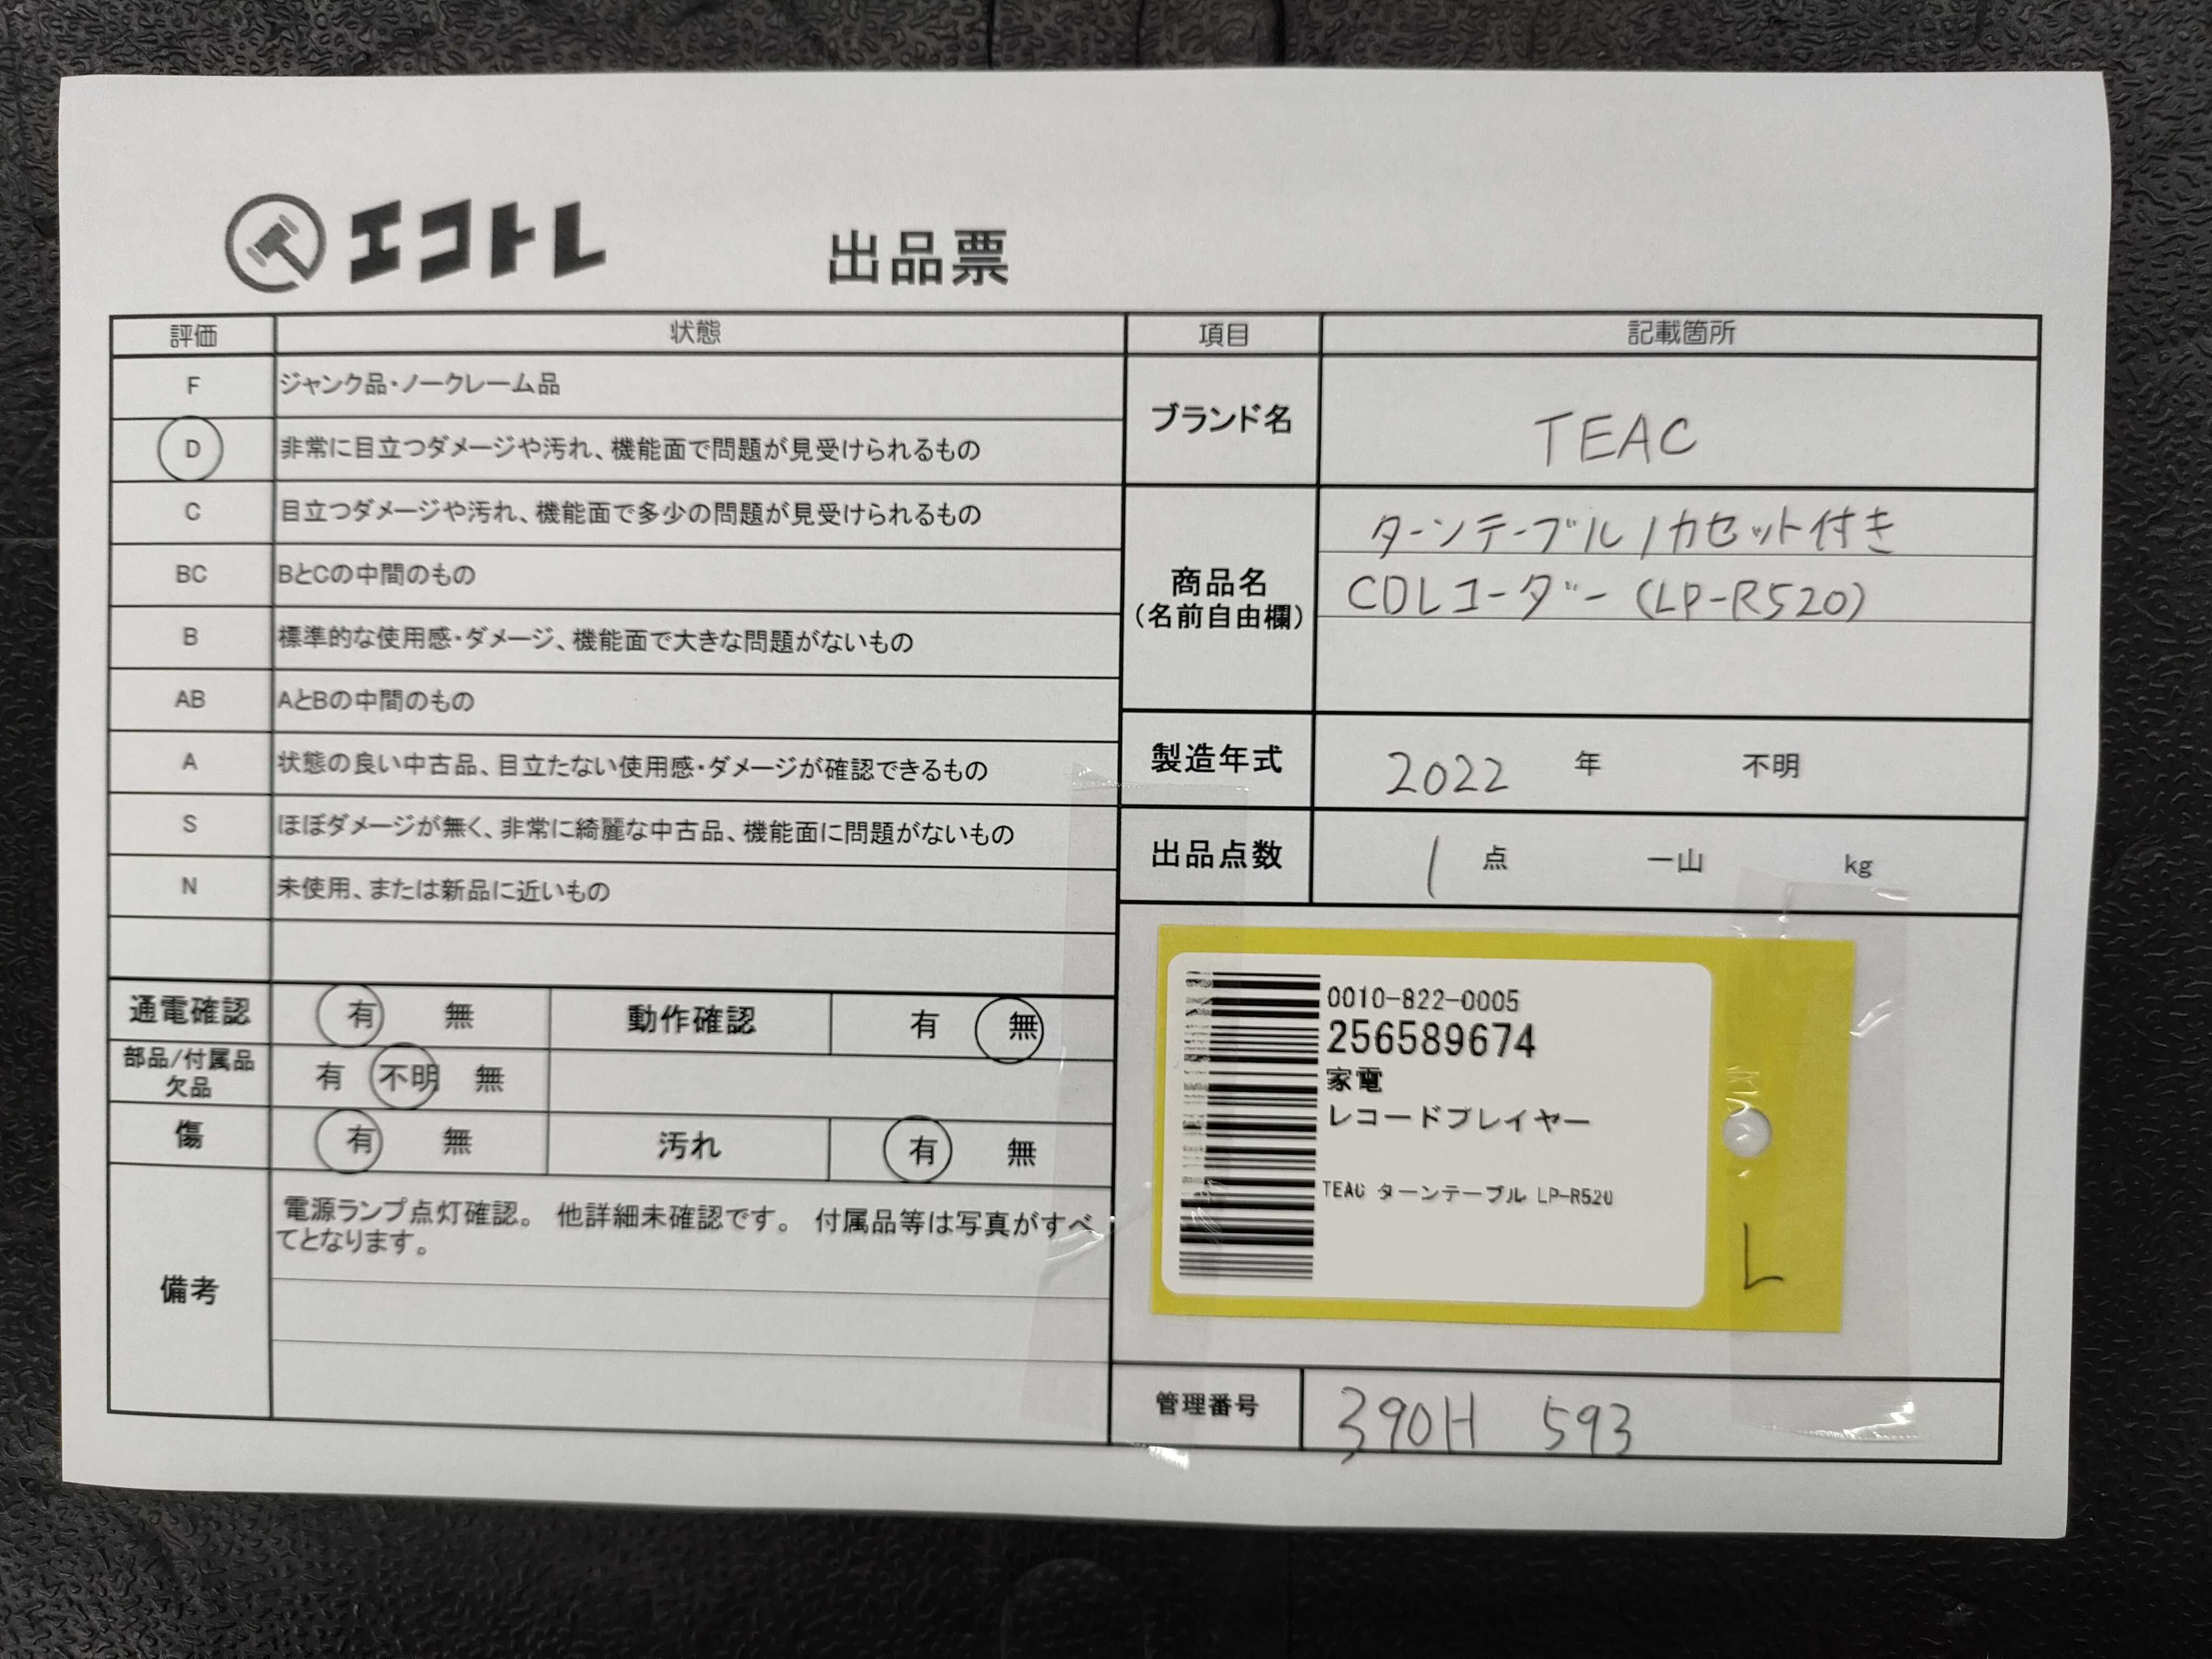 エコトレ
出品票
評価 状態
F ジャンク品・ノークレーム品
D 非常に目立つダメージや汚れ、機能面で問題が見受けられるもの
C 目立つダメージや汚れ、機能面で多少の問題が見受けられるもの
BC BとCの中間のもの
B 標準的な使用感・ダメージ、機能面で大きな問題がないもの
AB AとBの中間のもの
A 状態の良い中古品、目立たない使用感・ダメージが確認できるもの
S ほぼダメージが無く、非常に綺麗な中古品、機能面に問題がないもの
N 未使用、または新品に近いもの
通電確認 有 無 動作確認 有 無
部品/付属品
欠品 有 不明 無
傷 有 無 汚れ 有 無
備考
電源ランプ点灯確認。 他詳細未確認です。 付属品等は写真がすべ
てとなります。
項目 記載箇所
ブランド名 TEAC
商品名
(名前自由欄)
ターンテーブル/カセット付き
CDレコーダー(LP-R520)
製造年式 2022 年 不明
出品点数 1 点 一山 kg
0010-822-0005
256589674
家電
レコードプレイヤー
TEAC ターンテーブル LP-R520
L
管理番号 390H 593